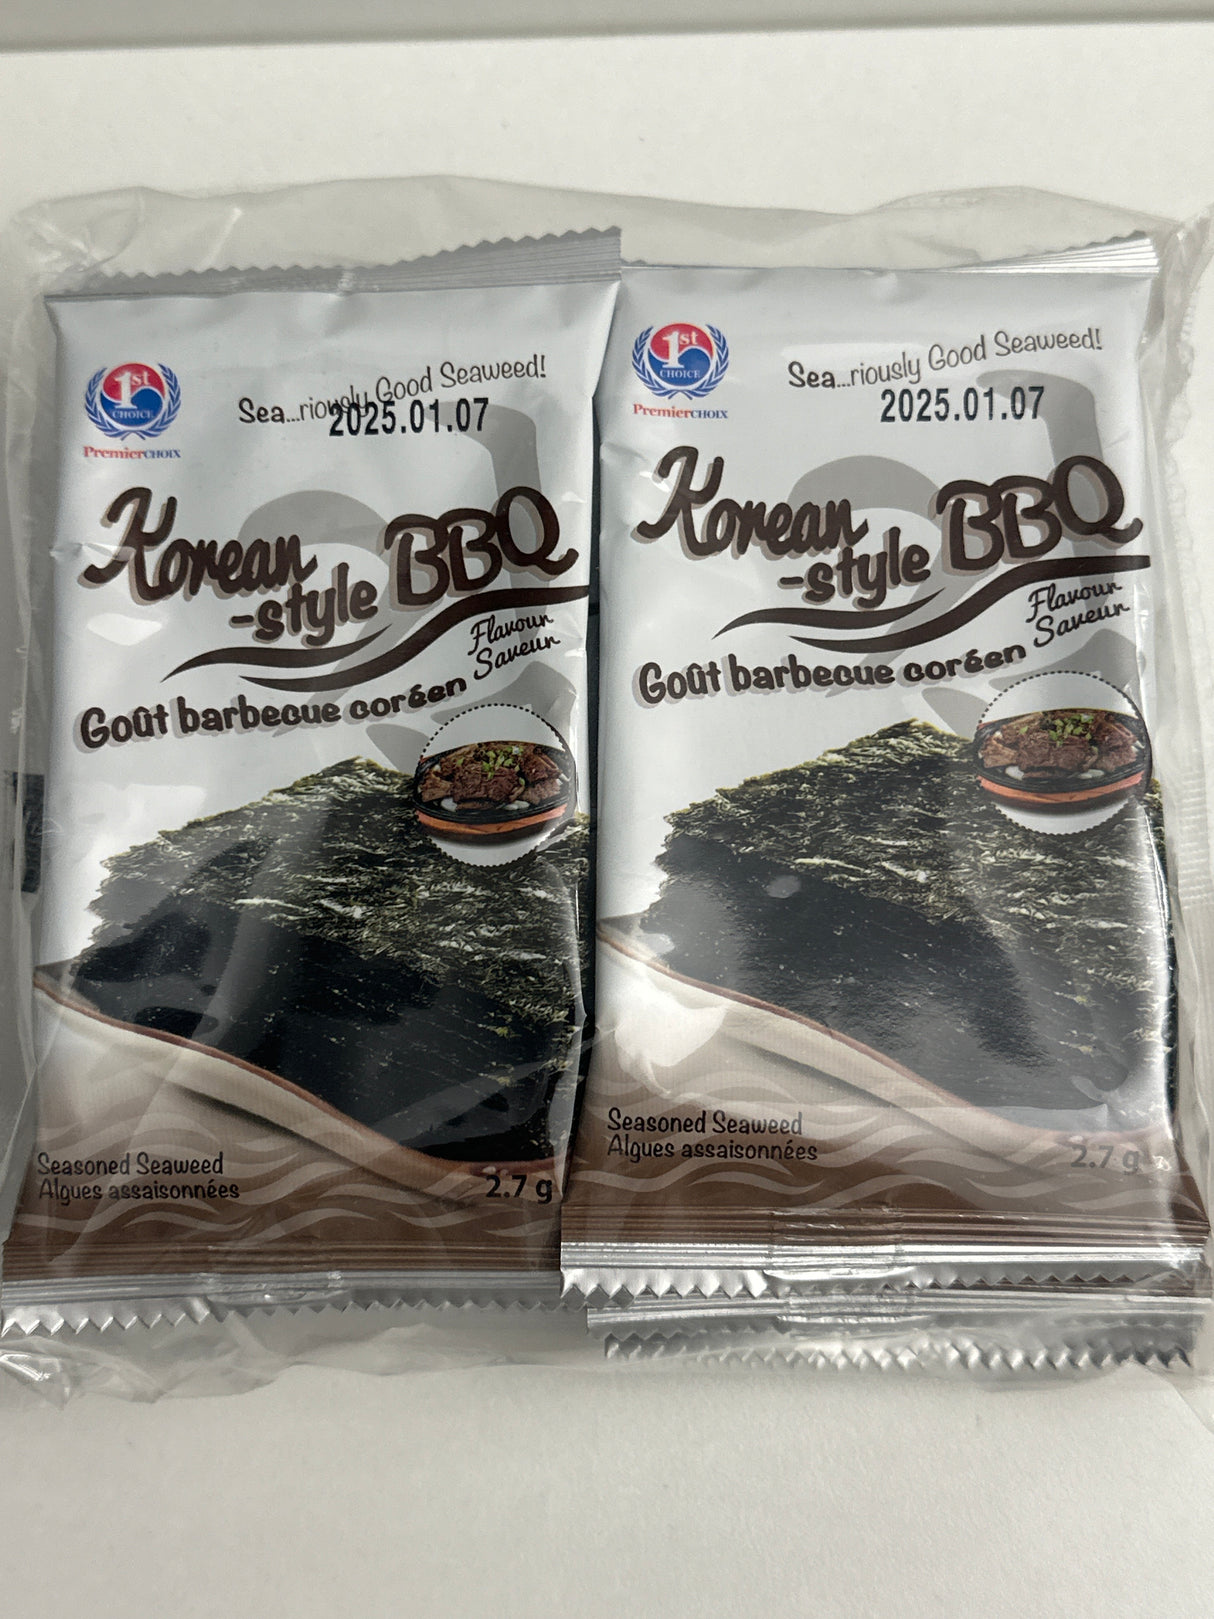 1st
CHOICE
PremierCHOIX
Sea...riously Good Seaweed!
2025.01.07
Korean
-style BBQ
Flavour
Saveur
Goût barbecue coréen
Seasoned Seaweed
Algues assaisonnées
2.7 g
1st
CHOICE
PremierCHOIX
Sea...riously Good Seaweed!
2025.01.07
Korean
-style BBQ
Flavour
Saveur
Goût barbecue coréen
Seasoned Seaweed
Algues assaisonnées
2.7 g